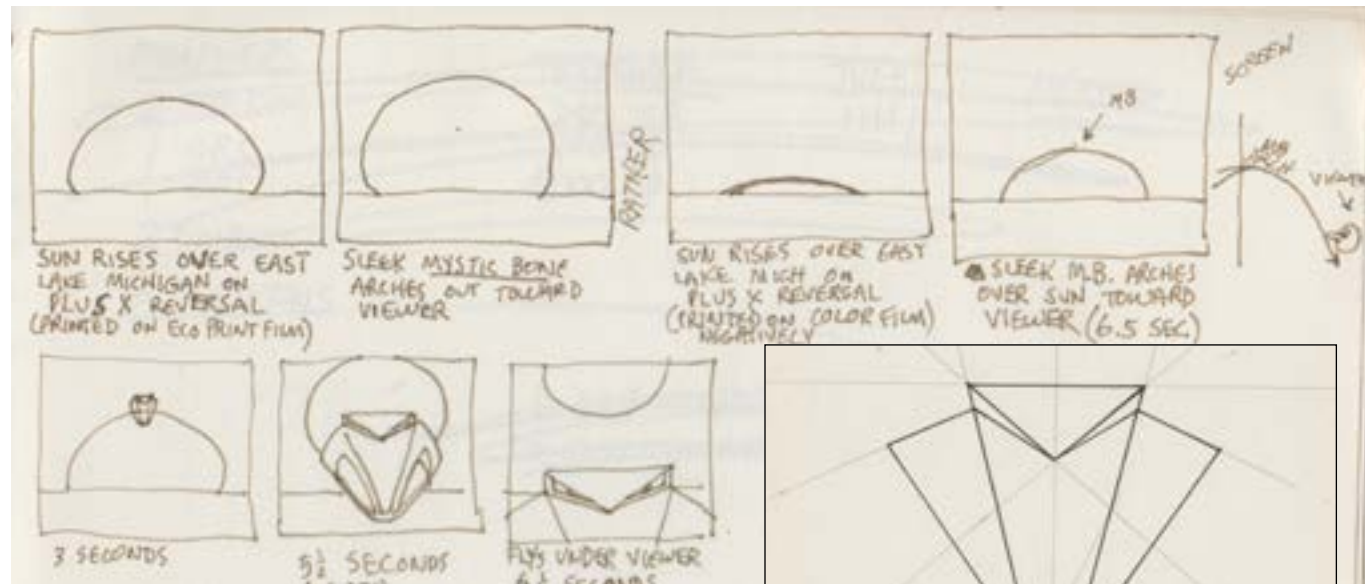 SUN RISES OVER EAST
LAKE MICHIGAN ON
PLUS X REVERSAL
(PRINTED ON ECO PRINT FILM)
SLEEK MYSTIC BONE
ARCHES OUT TOWARD
VIEWER
RATHER
SUN RISES OVER EAST
LAKE MICH ON
PLUS X REVERSAL
(PRINTED ON COLOR FILM)
NEGATIVELY
MB
SLEEK M.B. ARCHES
OVER SUN TOWARD
VIEWER (6.5 SEC)
SCREEN
VIEWER
3 SECONDS
5½ SECONDS
FLYS UNDER VIEWER
SECONDS